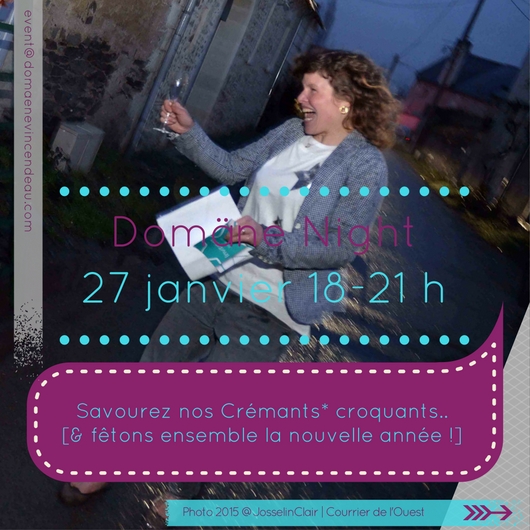 event@domaenevincendeau.com
Domäne Night
27 janvier 18-21 h
Savourez nos Crémants* croquants..
[& fêtons ensemble la nouvelle année !]
Photo 2015 @ JosselinClair | Courrier de l'Ouest